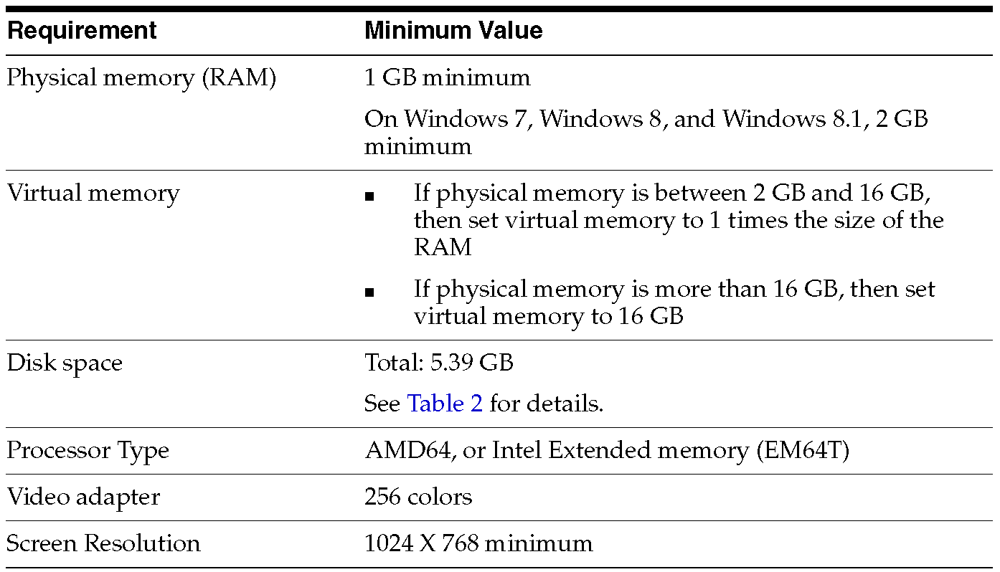 Requirement Minimum Value
Physical memory (RAM) 1 GB minimum
On Windows 7, Windows 8, and Windows 8.1, 2 GB
minimum
Virtual memory ■ If physical memory is between 2 GB and 16 GB,
then set virtual memory to 1 times the size of the
RAM
■ If physical memory is more than 16 GB, then set
virtual memory to 16 GB
Disk space Total: 5.39 GB
See Table 2 for details.
Processor Type AMD64, or Intel Extended memory (EM64T)
Video adapter 256 colors
Screen Resolution 1024 X 768 minimum